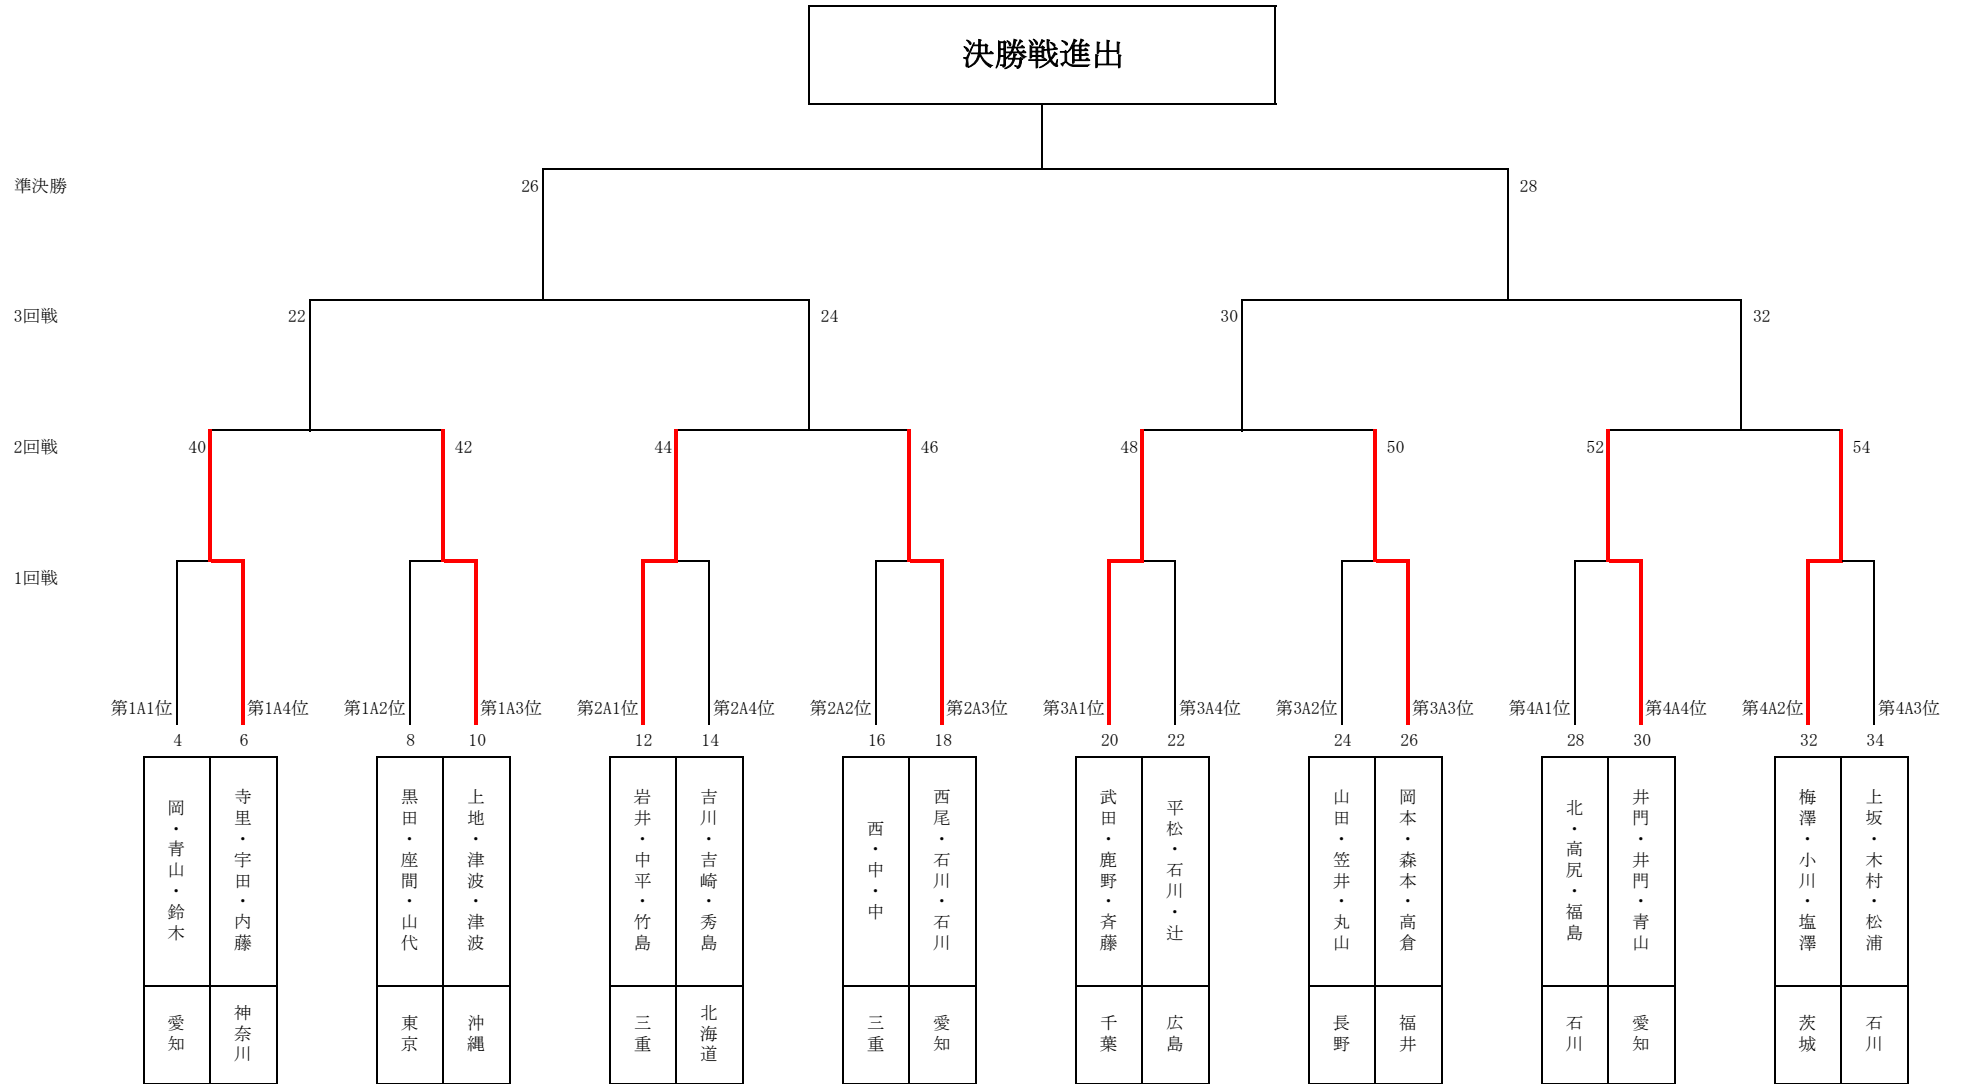 決勝戦進出
準決勝
26
28
3回戦
22
24
30
32
2回戦
40
42
44
46
48
50
52
54
1回戦
第1A1位
第1A4位
第1A2位
第1A3位
第2A1位
第2A4位
第2A2位
第2A3位
第3A1位
第3A4位
第3A2位
第3A3位
第4A1位
第4A4位
第4A2位
第4A3位
4
6
8
10
12
14
16
18
20
22
24
26
28
30
32
34
岡・青山・鈴木
寺里・宇田・内藤
黒田・座間・山代
上地・津波・津波
岩井・中平・竹島
吉川・吉崎・秀島
西・中・中
西尾・石川・石川
武田・鹿野・斉藤
平松・石川・辻
山田・笠井・丸山
岡本・森本・高倉
北・高尻・福島
井門・井門・青山
梅澤・小川・塩澤
上坂・木村・松浦
愛知
神奈川
東京
沖縄
三重
北海道
三重
愛知
千葉
広島
長野
福井
石川
愛知
茨城
石川